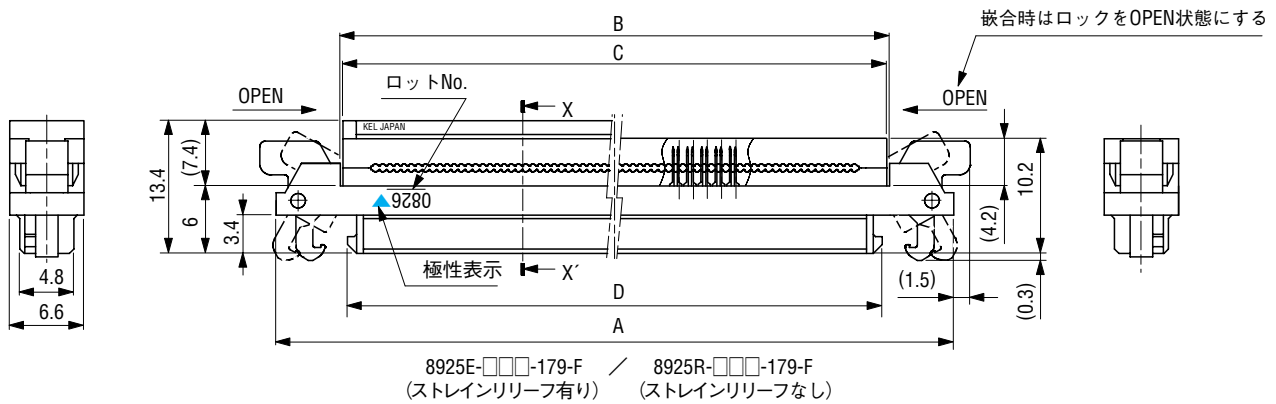 嵌合時はロックをOPEN状態にする
B
C
ロットNo.
OPEN
X
OPEN
KEL JAPAN
13.4
(7.4)
6
3.4
0826
10.2
(4.2)
極性表示
X´
(1.5)
(0.3)
4.8
6.6
D
A
8925E-□□□-179-F ／ 8925R-□□□-179-F
(ストレインリリーフ有り) (ストレインリリーフなし)